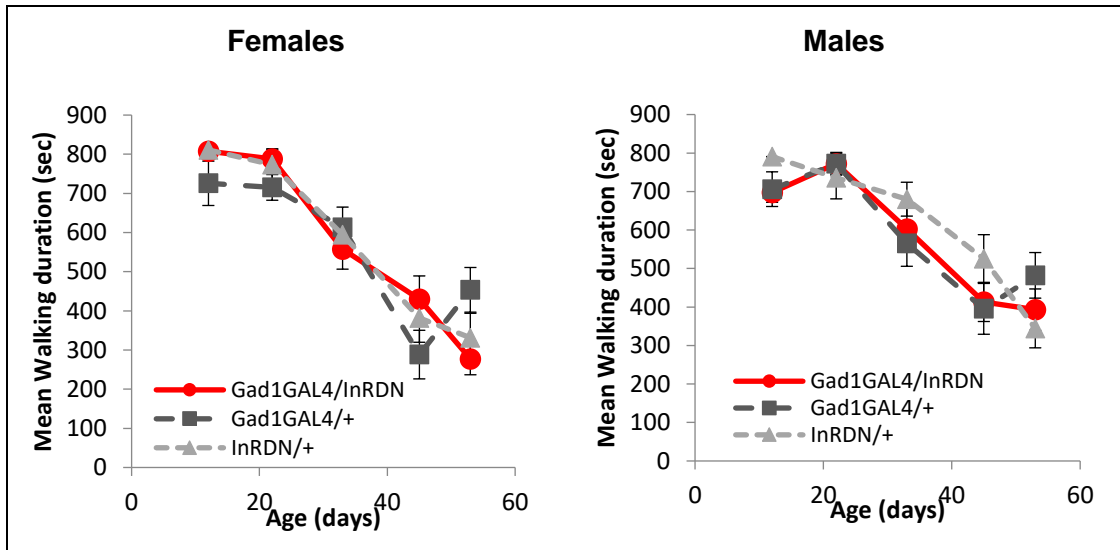 Females
Mean Walking duration (sec)
900
800
700
600
500
400
300
200
100
0
Gad1GAL4/InRDN
Gad1GAL4/+
InRDN/+
0 20 40 60
Age (days)
Males
Mean Walking duration (sec)
900
800
700
600
500
400
300
200
100
0
Gad1GAL4/InRDN
Gad1GAL4/+
InRDN/+
0 20 40 60
Age (days)